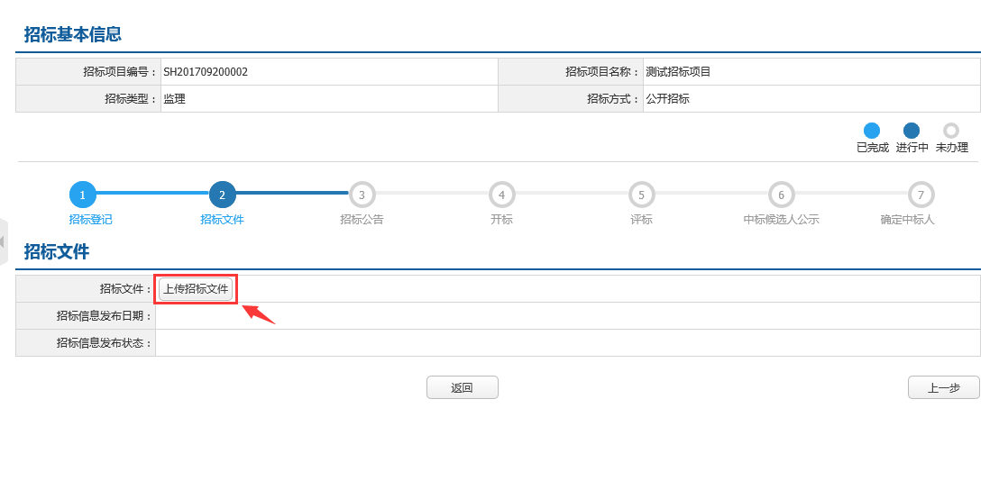 招标基本信息
招标项目编号： SH201709200002 招标项目名称： 测试招标项目
招标类型： 监理 招标方式： 公开招标
已完成 进行中 未办理
1 2 3 4 5 6 7
招标登记 招标文件 招标公告 开标 评标 中标候选人公示 确定中标人
招标文件
招标文件： 上传招标文件
招标信息发布日期：
招标信息发布状态：
返回 上一步